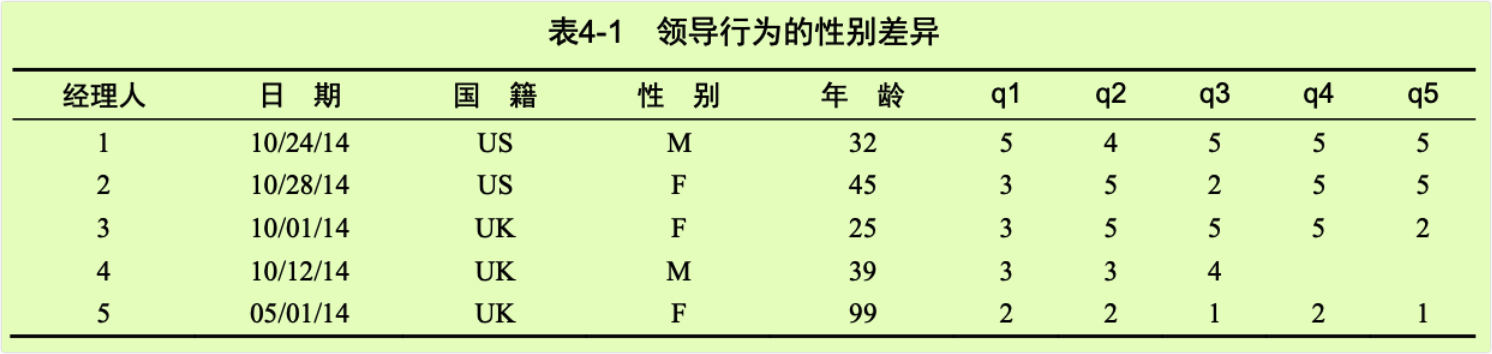 表4-1 领导行为的性别差异
经理人 日 期 国 籍 性 别 年 龄 q1 q2 q3 q4 q5
1 10/24/14 US M 32 5 4 5 5 5
2 10/28/14 US F 45 3 5 2 5 5
3 10/01/14 UK F 25 3 5 5 5 2
4 10/12/14 UK M 39 3 3 4
5 05/01/14 UK F 99 2 2 1 2 1